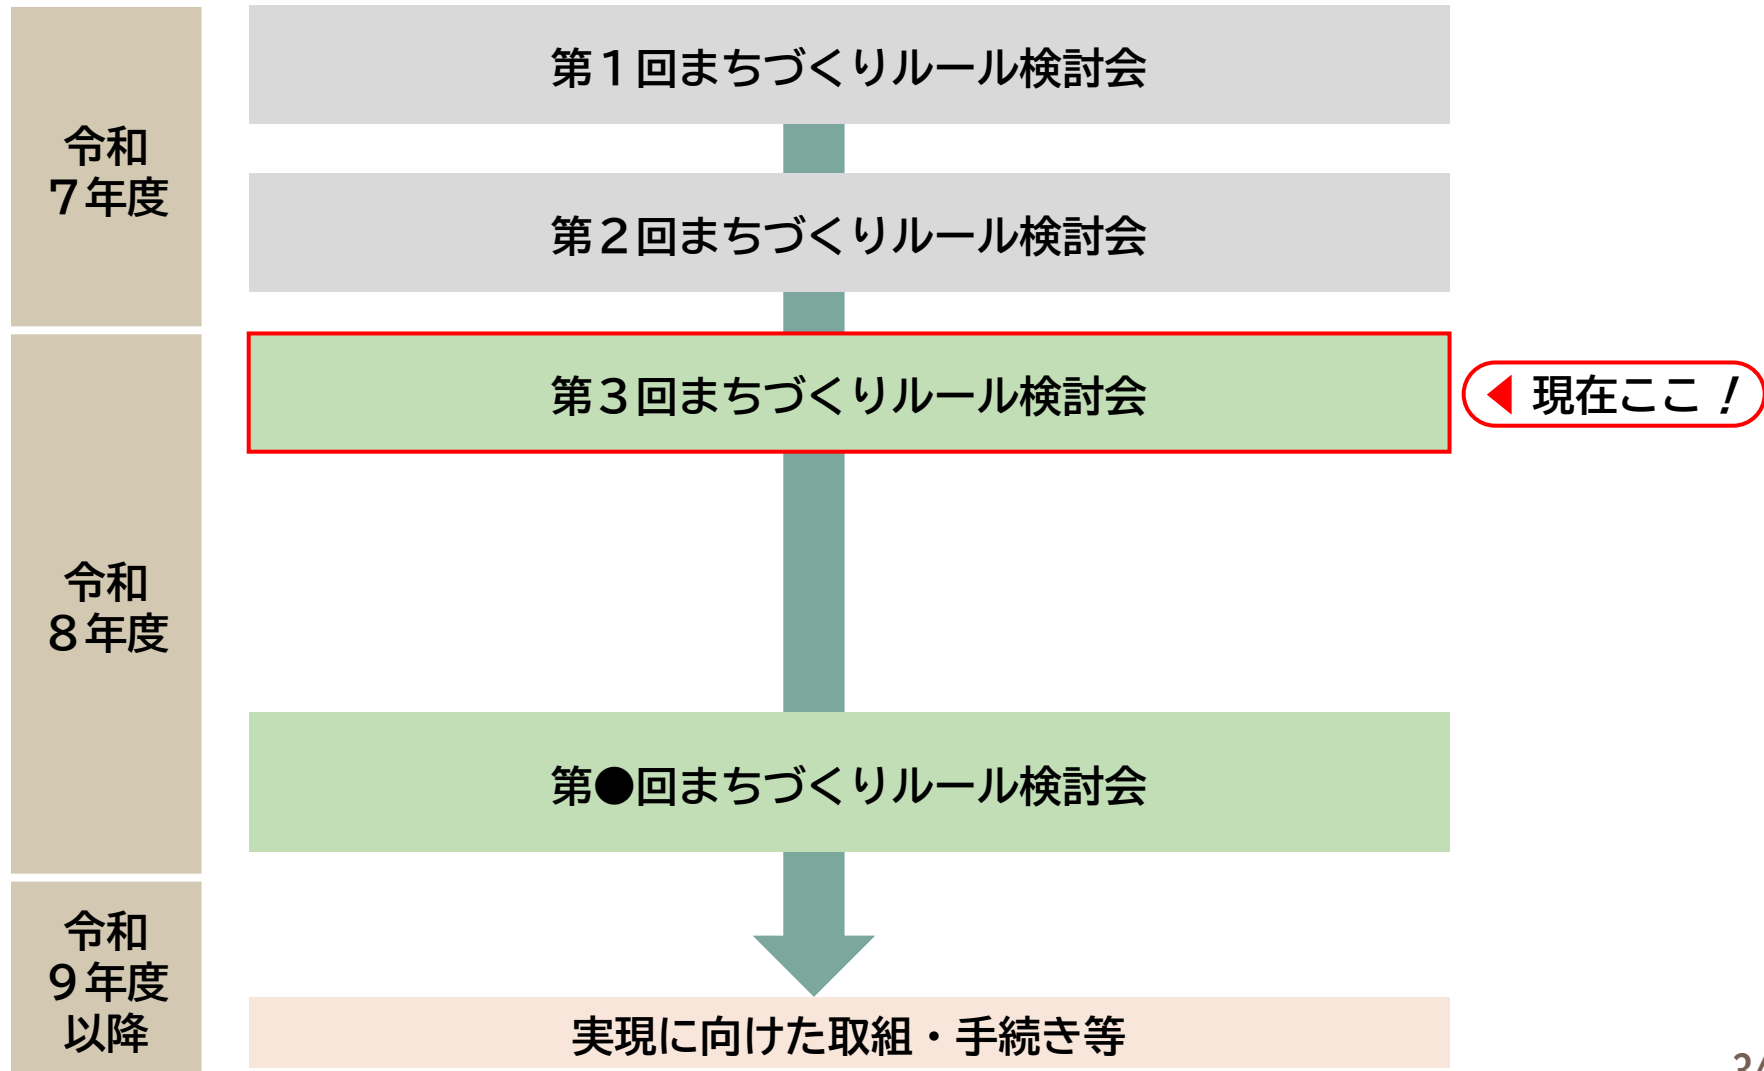 令和
７年度
第１回まちづくりルール検討会
第２回まちづくりルール検討会
令和
８年度
第３回まちづくりルール検討会
現在ここ！
第●回まちづくりルール検討会
令和
９年度
以降
実現に向けた取組・手続き等